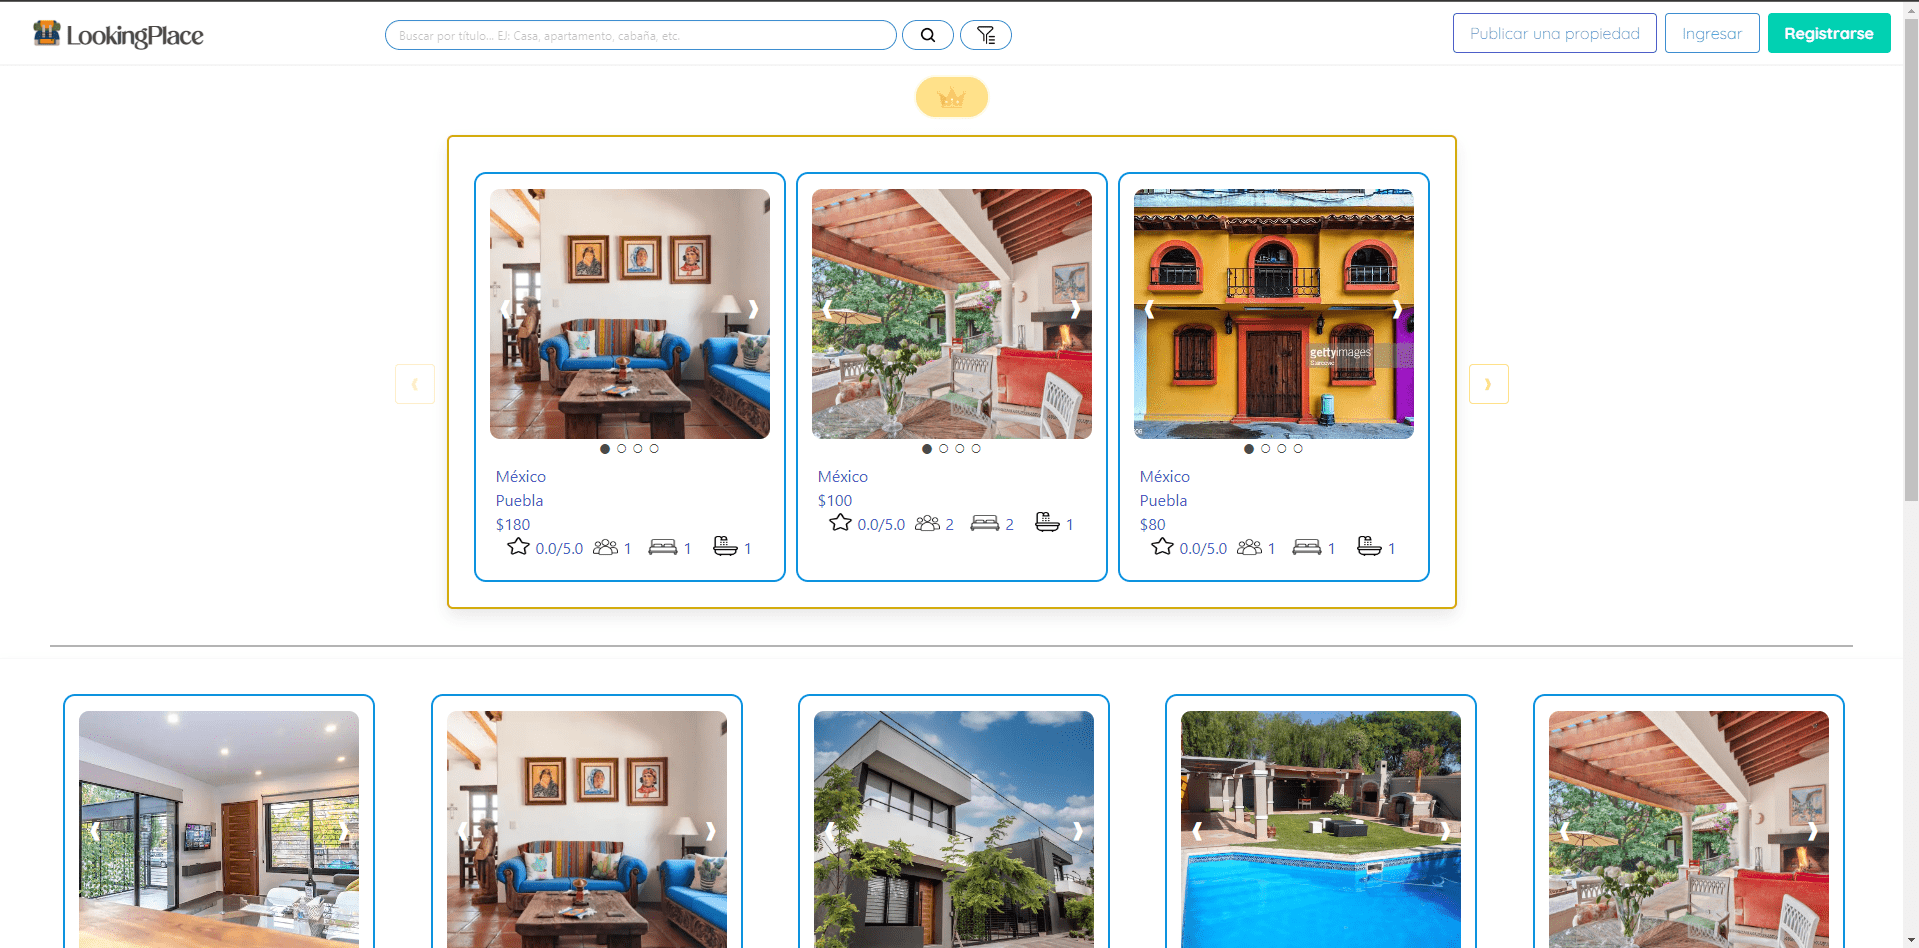 LookingPlace
Buscar por título... EJ: Casa, apartamento, cabaña, etc.
Publicar una propiedad
Ingresar
Registrarse
gettyimages
México
Puebla
$180
0.0/5.0 1 1 1
México
$100
0.0/5.0 2 2 1
México
Puebla
$80
0.0/5.0 1 1 1